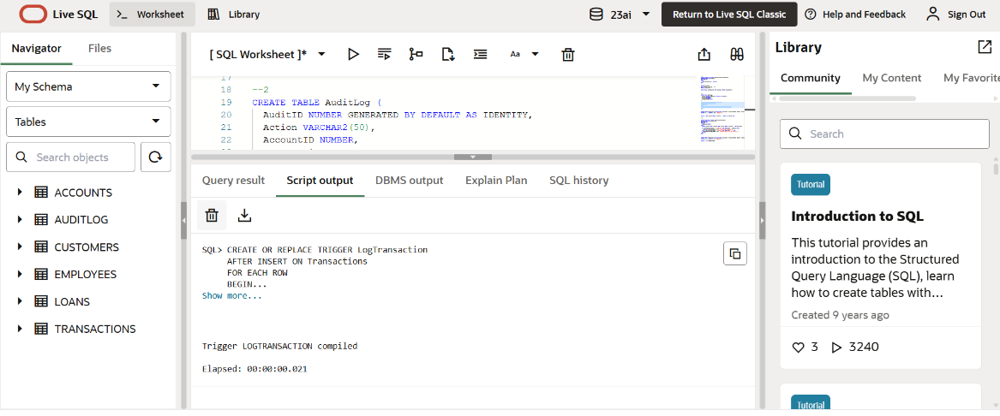 Live SQL
Worksheet
Library
23ai
Return to Live SQL Classic
Help and Feedback
Sign Out
Navigator
Files
My Schema
Tables
Search objects
ACCOUNTS
AUDITLOG
CUSTOMERS
EMPLOYEES
LOANS
TRANSACTIONS
[ SQL Worksheet ]*
Aa
17
18 --2
19 CREATE TABLE AuditLog (
20 AuditID NUMBER GENERATED BY DEFAULT AS IDENTITY,
21 Action VARCHAR2(50),
22 AccountID NUMBER,
Query result
Script output
DBMS output
Explain Plan
SQL history
SQL> CREATE OR REPLACE TRIGGER LogTransaction
AFTER INSERT ON Transactions
FOR EACH ROW
BEGIN...
Show more...
Trigger LOGTRANSACTION compiled
Elapsed: 00:00:00.021
Library
Community
My Content
My Favorite
Search
Tutorial
Introduction to SQL
This tutorial provides an
introduction to the Structured
Query Language (SQL), learn
how to create tables with...
Created 9 years ago
3
3240
Tutorial